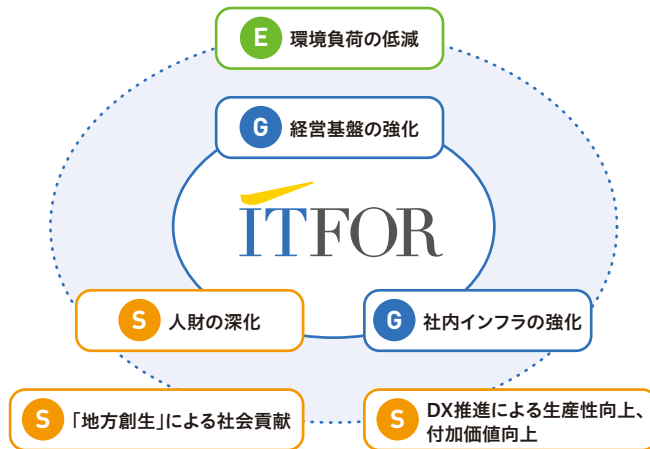 E 環境負荷の低減
G 経営基盤の強化
ITFOR
S 人財の深化
G 社内インフラの強化
S 「地方創生」による社会貢献
S DX推進による生産性向上、
付加価値向上